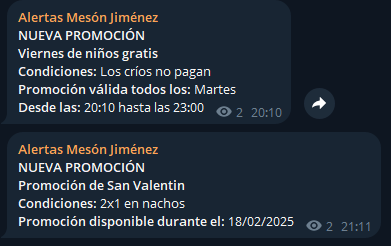 Alertas Mesón Jiménez
NUEVA PROMOCIÓN
Viernes de niños gratis
Condiciones: Los críos no pagan
Promoción válida todos los: Martes
Desde las: 20:10 hasta las 23:00 2 20:10
Alertas Mesón Jiménez
NUEVA PROMOCIÓN
Promoción de San Valentin
Condiciones: 2x1 en nachos
Promoción disponible durante el: 18/02/2025 2 21:11